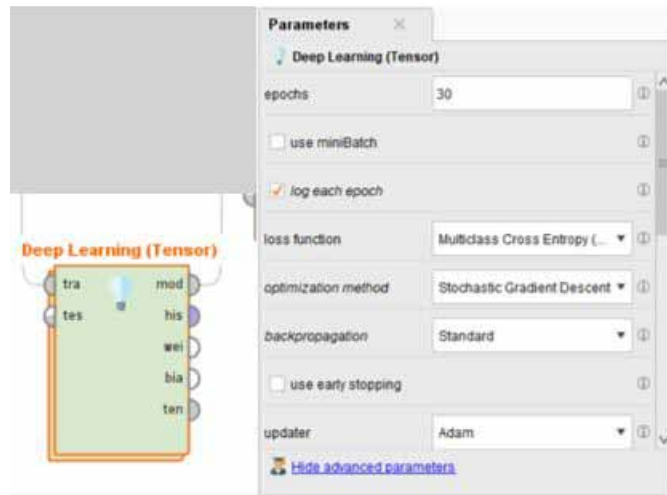 Parameters
Deep Learning (Tensor)
epochs
30
use miniBatch
log each epoch
loss function
Multiclass Cross Entropy (...
optimization method
Stochastic Gradient Descent
backpropagation
Standard
use early stopping
updater
Adam
Hide advanced parameters
Deep Learning (Tensor)
tra mod
tes his
wei
bia
ten